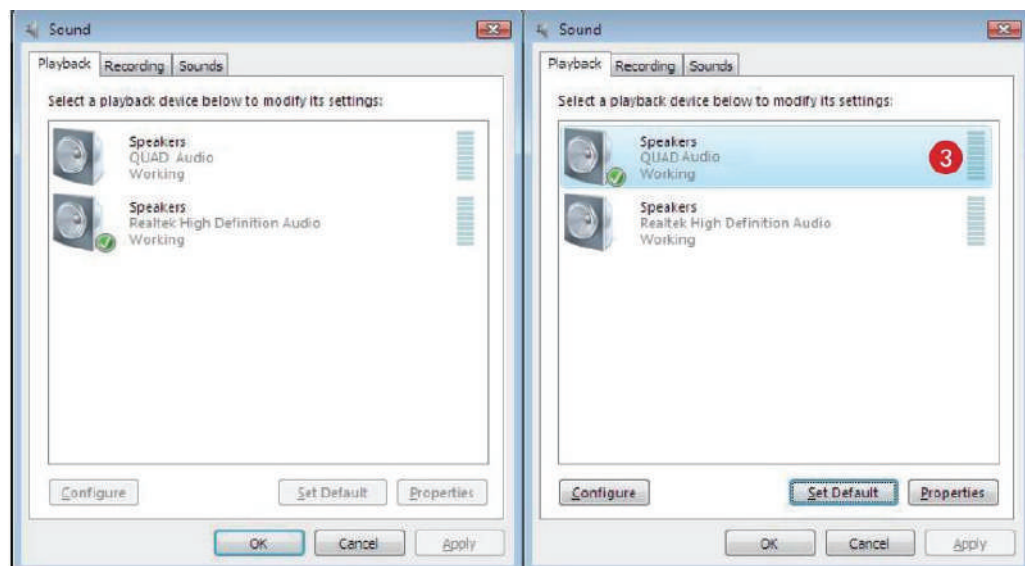 Sound
Playback Recording Sounds
Select a playback device below to modify its settings:
Speakers
QUAD Audio
Working
Speakers
Realtek High Definition Audio
Working
Configure Set Default Properties
OK Cancel Apply
Sound
Playback Recording Sounds
Select a playback device below to modify its settings:
Speakers
QUAD Audio
Working
3
Speakers
Realtek High Definition Audio
Working
Configure Set Default Properties
OK Cancel Apply